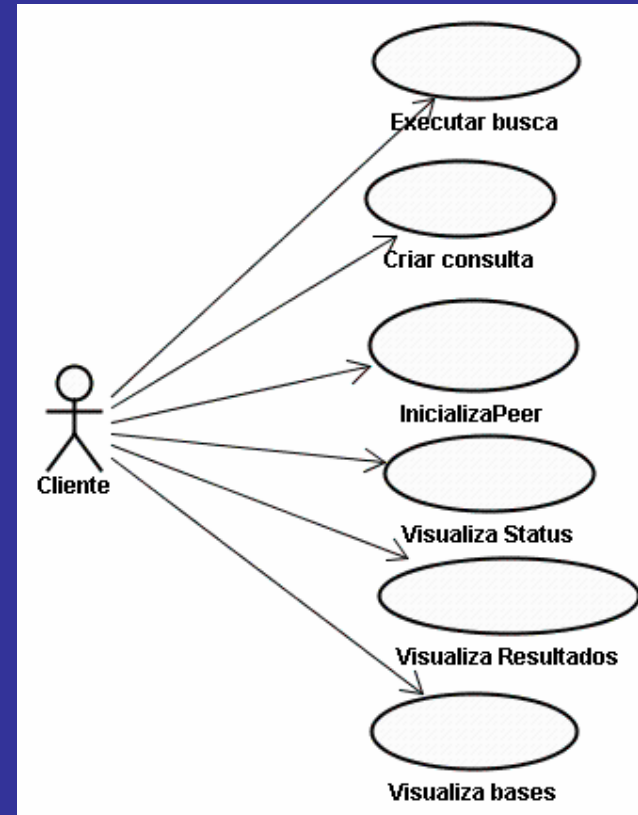 Executar busca
Criar consulta
InicializaPeer
Cliente
Visualiza Status
Visualiza Resultados
Visualiza bases